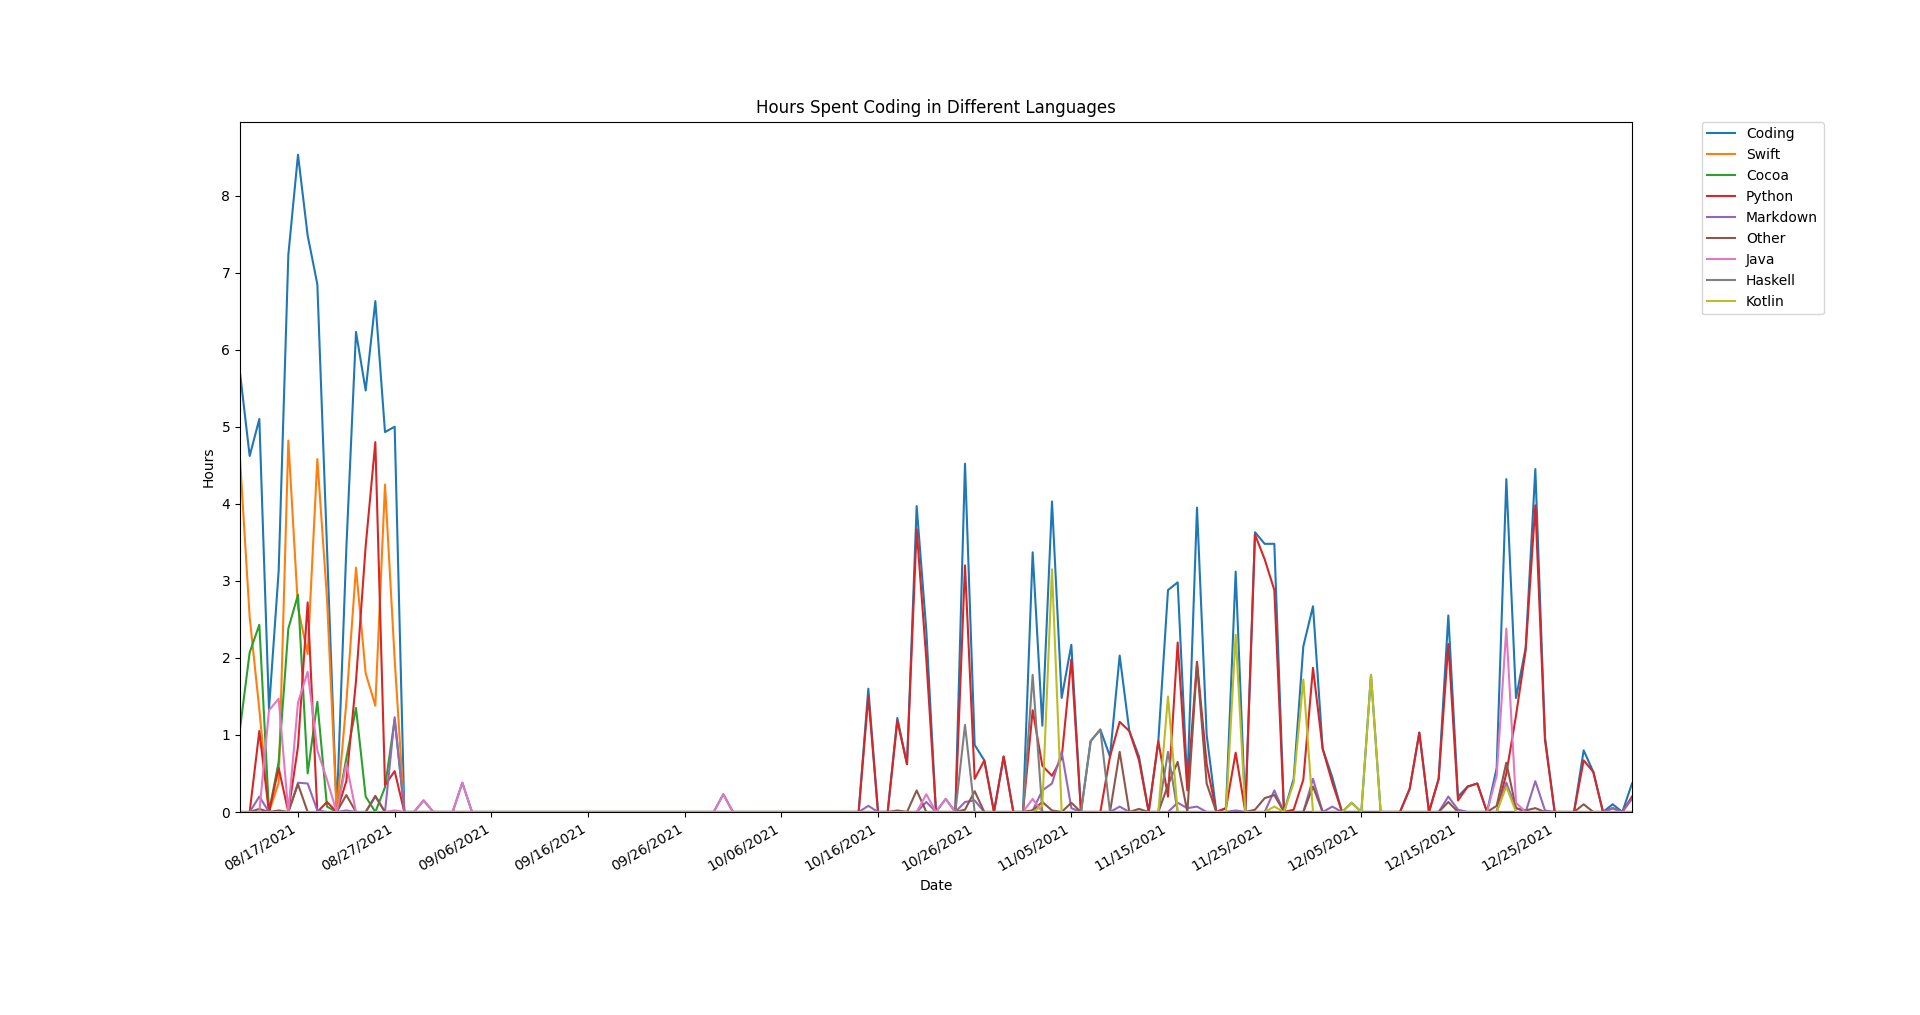 Hours Spent Coding in Different Languages
Coding
Swift
Cocoa
Python
Markdown
Other
Java
Haskell
Kotlin
8
7
6
5
4
3
2
1
0
Hours
08/17/2021
08/27/2021
09/06/2021
09/16/2021
09/26/2021
10/06/2021
10/16/2021
10/26/2021
11/05/2021
11/15/2021
11/25/2021
12/05/2021
12/15/2021
12/25/2021
Date